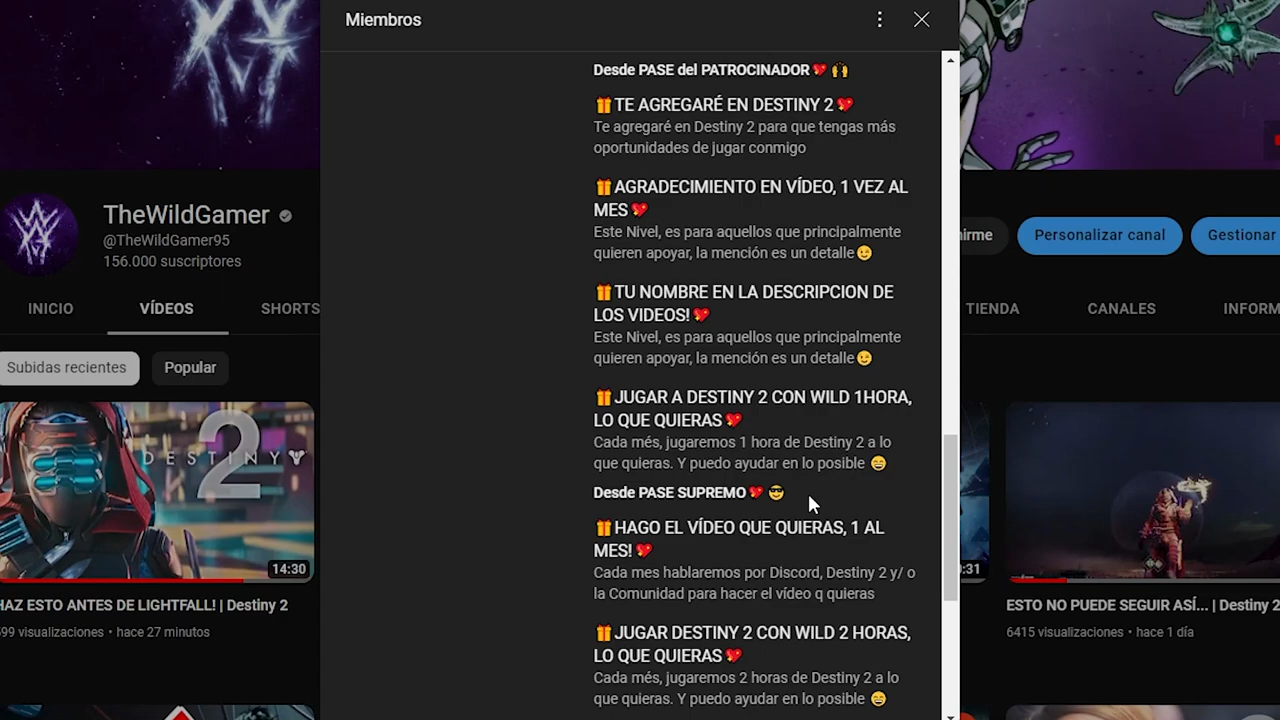 Miembros
Desde PASE del PATROCINADOR💖🙌
🎁TE AGREGARÉ EN DESTINY 2💖
Te agregaré en Destiny 2 para que tengas más
oportunidades de jugar conmigo
🎁AGRADECIMIENTO EN VÍDEO, 1 VEZ AL
MES💖
Este Nivel, es para aquellos que principalmente
quieren apoyar, la mención es un detalle😉
🎁TU NOMBRE EN LA DESCRIPCION DE
LOS VIDEOS!💖
Este Nivel, es para aquellos que principalmente
quieren apoyar, la mención es un detalle😉
🎁JUGAR A DESTINY 2 CON WILD 1HORA,
LO QUE QUIERAS💖
Cada més, jugaremos 1 hora de Destiny 2 a lo
que quieras. Y puedo ayudar en lo posible 😄
Desde PASE SUPREMO💖😎
🎁HAGO EL VÍDEO QUE QUIERAS, 1 AL
MES!💖
Cada mes hablaremos por Discord, Destiny 2 y/ o
la Comunidad para hacer el vídeo q quieras
🎁JUGAR DESTINY 2 CON WILD 2 HORAS,
LO QUE QUIERAS💖
Cada més, jugaremos 2 horas de Destiny 2 a lo
que quieras. Y puedo ayudar en lo posible 😄
TheWildGamer
@TheWildGamer95
156.000 suscriptores
INICIO VÍDEOS SHORTS
Subidas recientes Popular
DESTINY 2
14:30
HAZ ESTO ANTES DE LIGHTFALL! | Destiny 2
599 visualizaciones • hace 27 minutos
nirme Personalizar canal Gestionar
TIENDA CANALES INFORM
:31
ESTO NO PUEDE SEGUIR ASÍ... | Destiny 2
6415 visualizaciones • hace 1 día